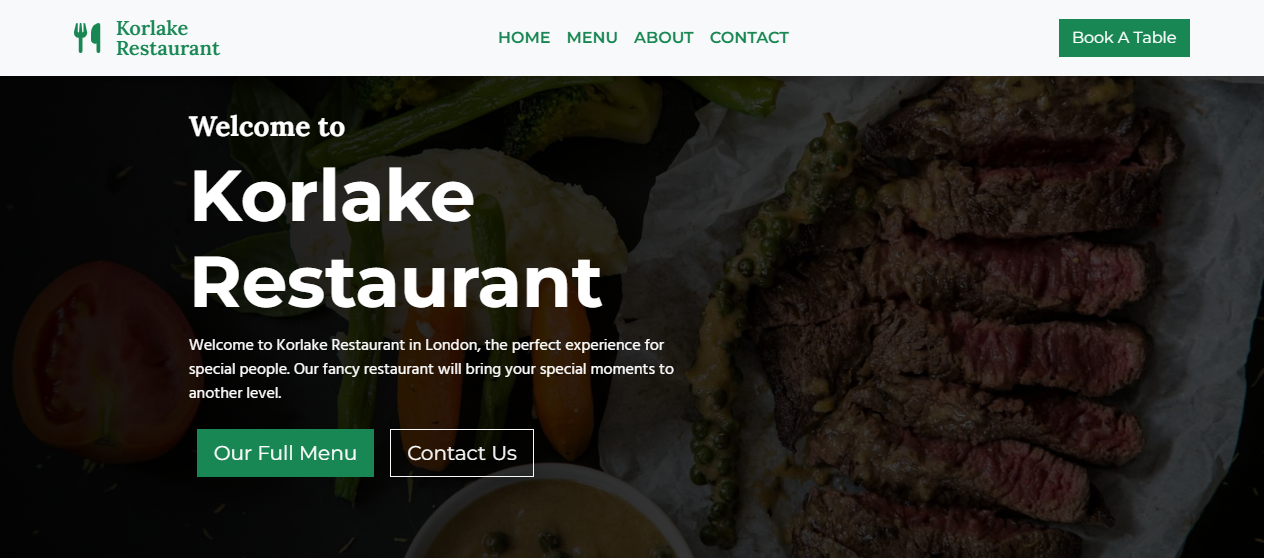 Korlake
Restaurant
HOME MENU ABOUT CONTACT
Book A Table
Welcome to
Korlake
Restaurant
Welcome to Korlake Restaurant in London, the perfect experience for
special people. Our fancy restaurant will bring your special moments to
another level.
Our Full Menu
Contact Us